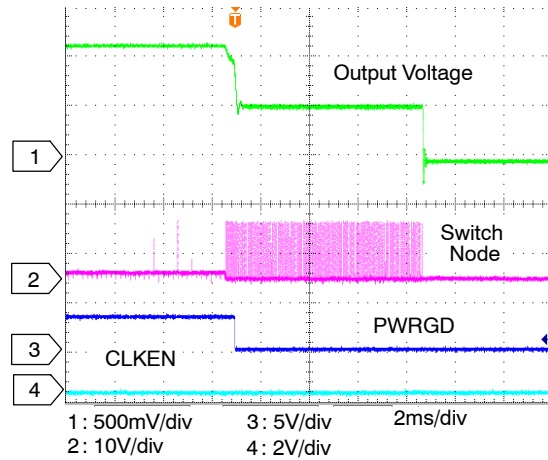 T
Output Voltage
1
Switch
Node
2
PWRGD
3
CLKEN
4
1 : 500mV/div 3 : 5V/div 2ms/div
2 : 10V/div 4 : 2V/div